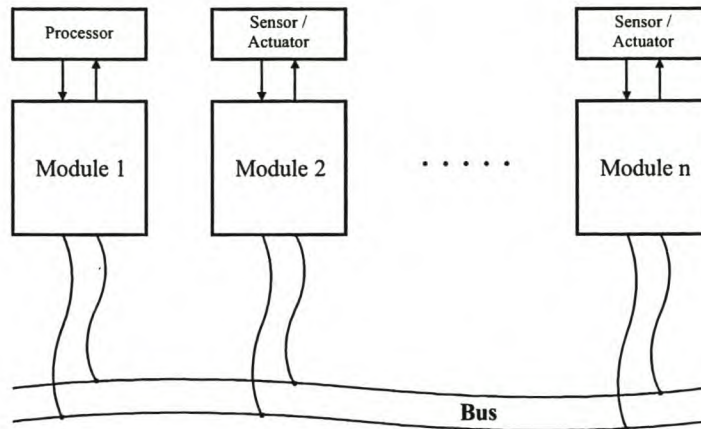 Processor
Sensor /
Actuator
Sensor /
Actuator
Module 1
Module 2
. . . . .
Module n
Bus